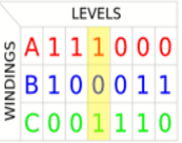 LEVELS
WINDINGS
A 1 1 1 0 0 0
B 1 0 0 0 1 1
C 0 0 1 1 1 0